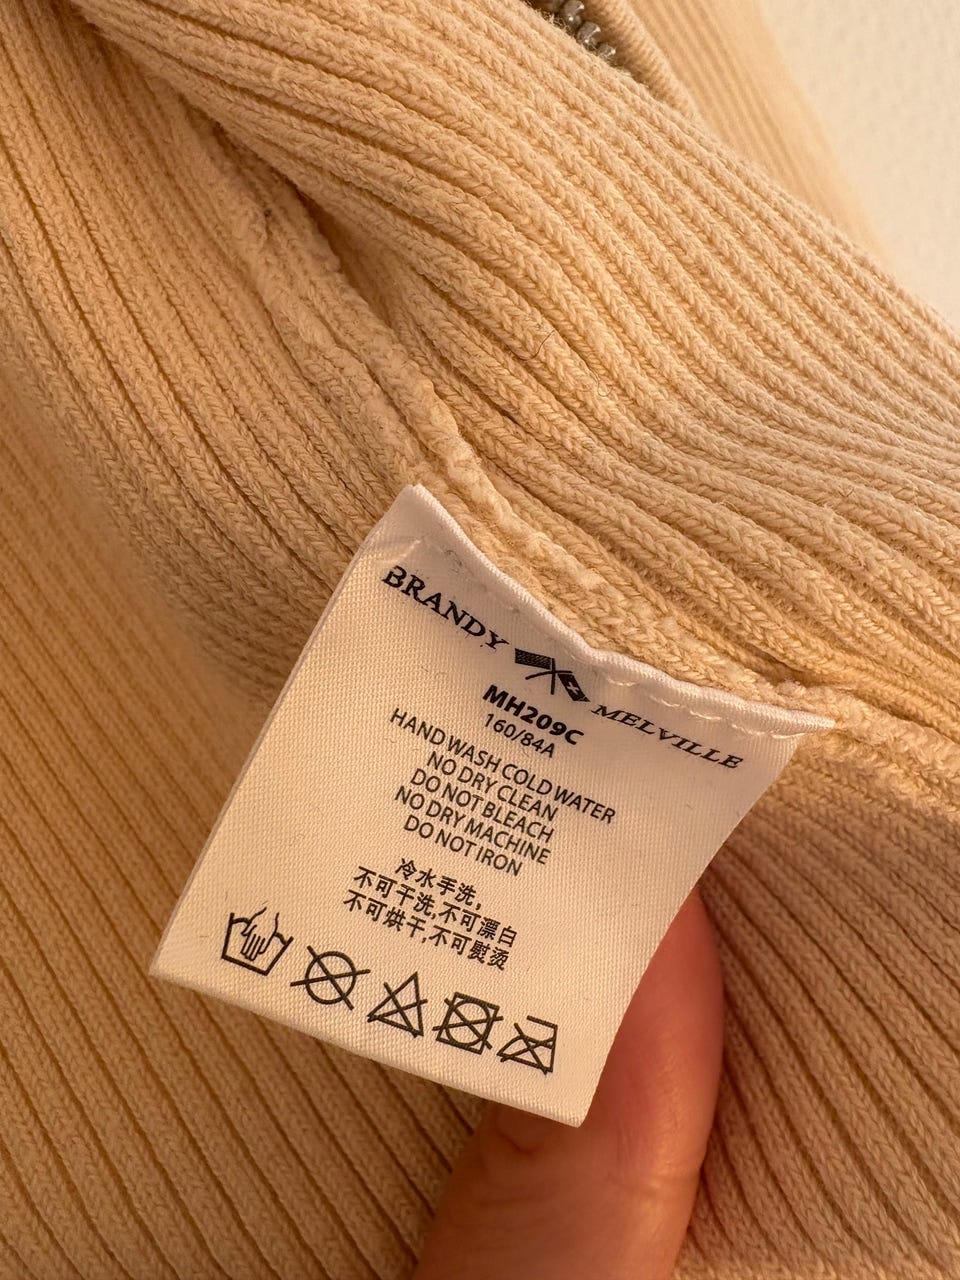 BRANDY MELVILLE
MH209C
160/84A
HAND WASH COLD WATER
NO DRY CLEAN
DO NOT BLEACH
NO DRY MACHINE
DO NOT IRON
冷水手洗,
不可干洗,不可漂白
不可烘干,不可熨烫